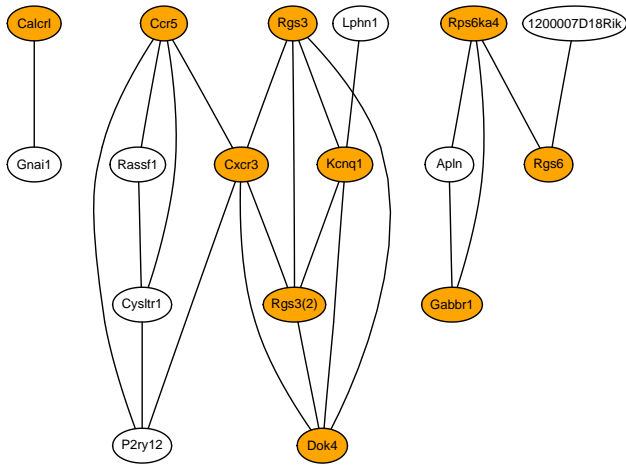 Calcrl
Ccr5
Rgs3
Lphn1
Rps6ka4
1200007D18Rik
Gnai1
Rassf1
Cxcr3
Kcnq1
Apln
Rgs6
Cysltr1
Rgs3(2)
Gabbr1
P2ry12
Dok4